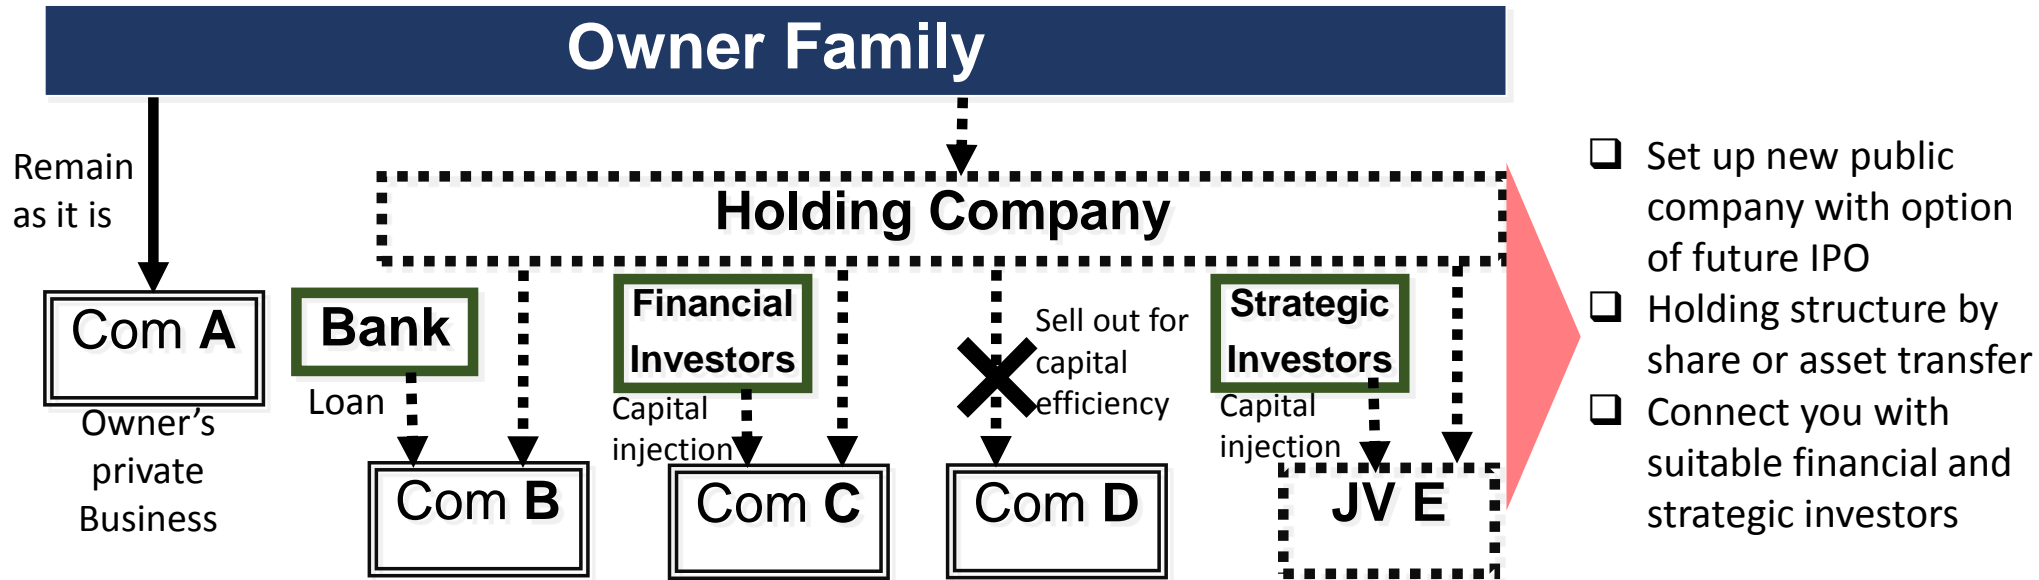 Owner Family
Remain
as it is
Holding Company
Com A
Owner’s
private
Business
Bank
Loan
Com B
Financial
Investors
Capital
injection
Com C
Sell out for
capital
efficiency
Com D
Strategic
Investors
Capital
injection
JV E
❑ Set up new public
company with option
of future IPO
❑ Holding structure by
share or asset transfer
❑ Connect you with
suitable financial and
strategic investors